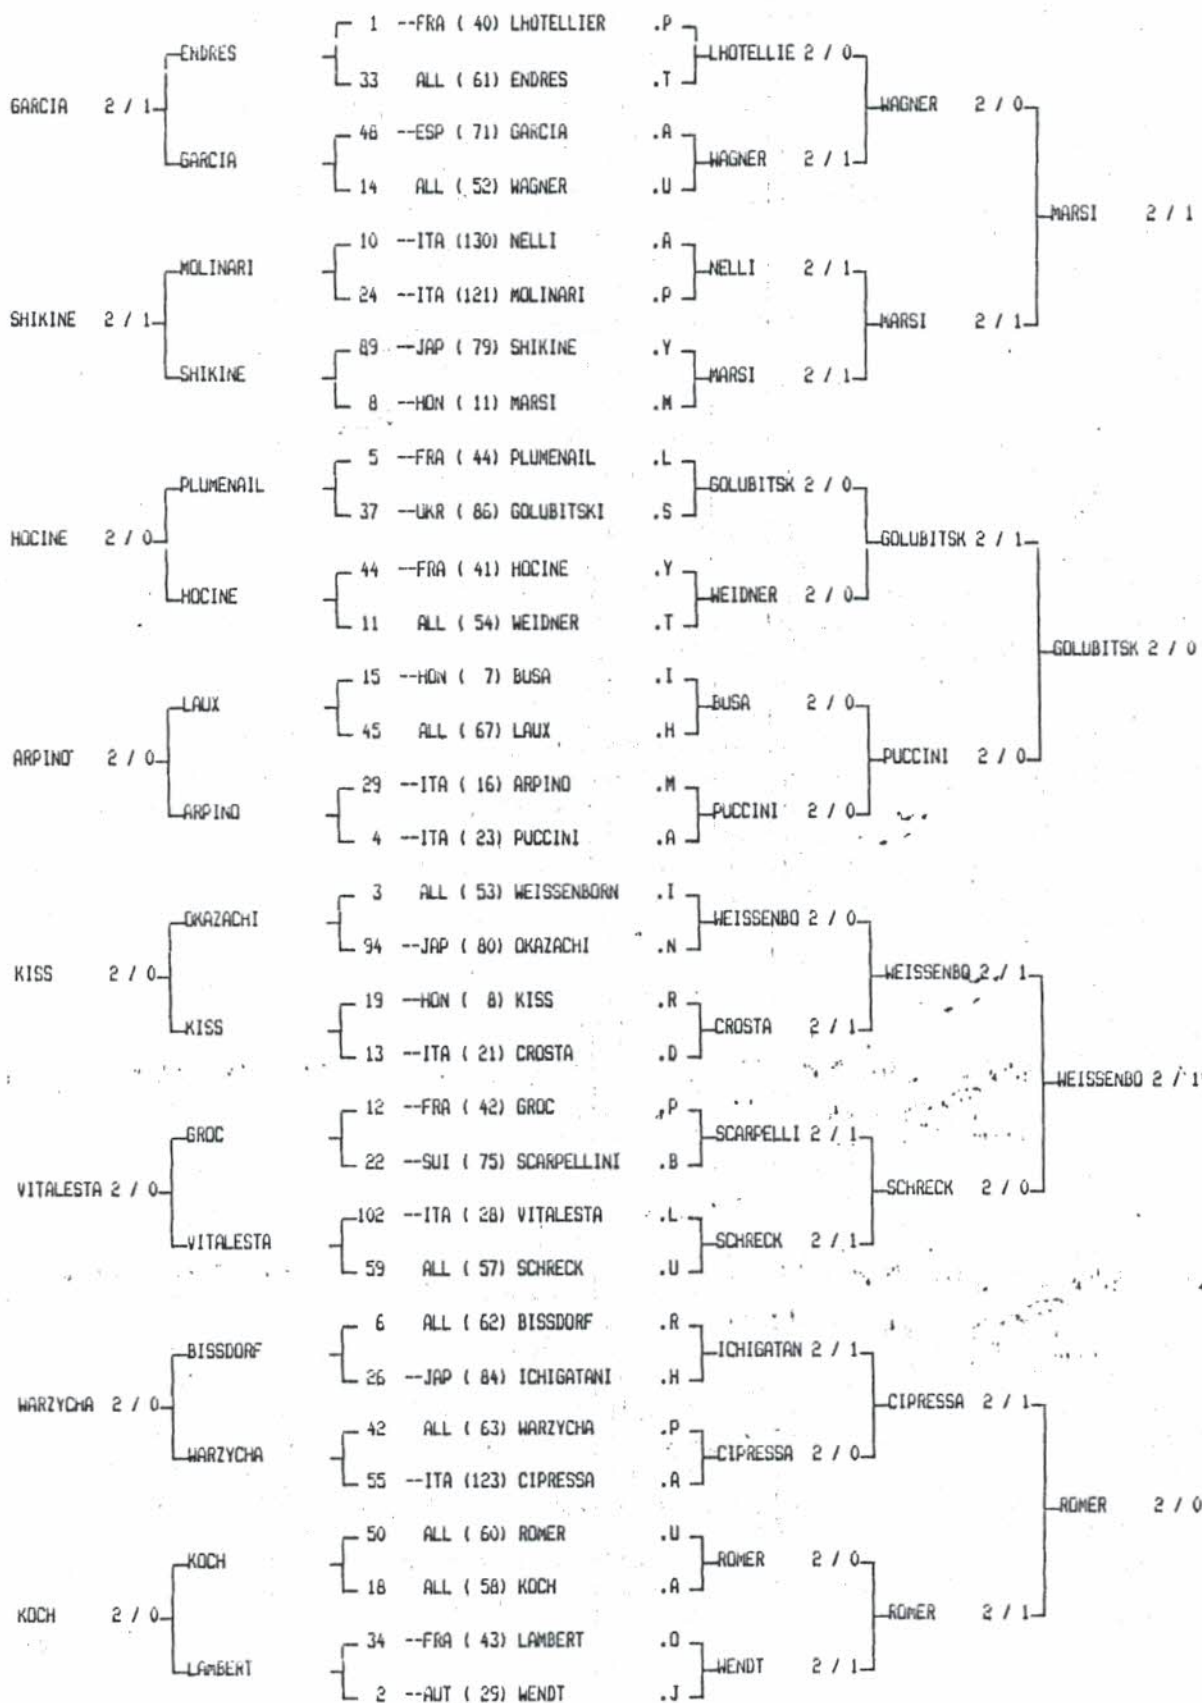 1 --FRA ( 40) LHOTELLIER .P
ENDRES LHOTELLIE 2 / 0
33 ALL ( 61) ENDRES .T
GARCIA 2 / 1 WAGNER 2 / 0
48 --ESP ( 71) GARCIA .A
GARCIA WAGNER 2 / 1
14 ALL ( 52) WAGNER .U
MARSI 2 / 1
10 --ITA (130) NELLI .A
MOLINARI NELLI 2 / 1
24 --ITA (121) MOLINARI .P
SHIKINE 2 / 1 MARSI 2 / 1
89 --JAP ( 79) SHIKINE .Y
SHIKINE MARSI 2 / 1
8 --HON ( 11) MARSI .M
5 --FRA ( 44) PLUMENAIL .L
PLUMENAIL GOLUBITSK 2 / 0
37 --UKR ( 86) GOLUBITSKI .S
HOCINE 2 / 0 GOLUBITSK 2 / 1
44 --FRA ( 41) HOCINE .Y
HOCINE WEIDNER 2 / 0
11 ALL ( 54) WEIDNER .T
GOLUBITSK 2 / 0
15 --HON ( 7) BUSA .I
LAUX BUSA 2 / 0
45 ALL ( 67) LAUX .H
ARPINO 2 / 0 PUCCINI 2 / 0
29 --ITA ( 16) ARPINO .M
ARPINO PUCCINI 2 / 0
4 --ITA ( 23) PUCCINI .A
3 ALL ( 53) WEISSENBORN .I
OKAZACHI WEISSENBO 2 / 0
94 --JAP ( 80) OKAZACHI .N
KISS 2 / 0 WEISSENBO 2 / 1
19 --HON ( 8) KISS .R
KISS CROSTA 2 / 1
13 --ITA ( 21) CROSTA .D
WEISSENBO 2 / 1
12 --FRA ( 42) GROC .P
GROC SCARPELLI 2 / 1
22 --SUI ( 75) SCARPELLINI .B
VITALESTA 2 / 0 SCHRECK 2 / 0
102 --ITA ( 28) VITALESTA .L
VITALESTA SCHRECK 2 / 1
59 ALL ( 57) SCHRECK .U
6 ALL ( 62) BISSDORF .R
BISSDORF ICHIGATAN 2 / 1
26 --JAP ( 84) ICHIGATANI .H
WARZYCHA 2 / 0 CIPRESSA 2 / 1
42 ALL ( 63) WARZYCHA .P
WARZYCHA CIPRESSA 2 / 0
55 --ITA (123) CIPRESSA .A
ROMER 2 / 0
50 ALL ( 60) ROMER .U
KOCH ROMER 2 / 0
18 ALL ( 58) KOCH .A
KOCH 2 / 0 ROMER 2 / 1
34 --FRA ( 43) LAMBERT .O
LAMBERT WENDT 2 / 1
2 --AUT ( 29) WENDT .J